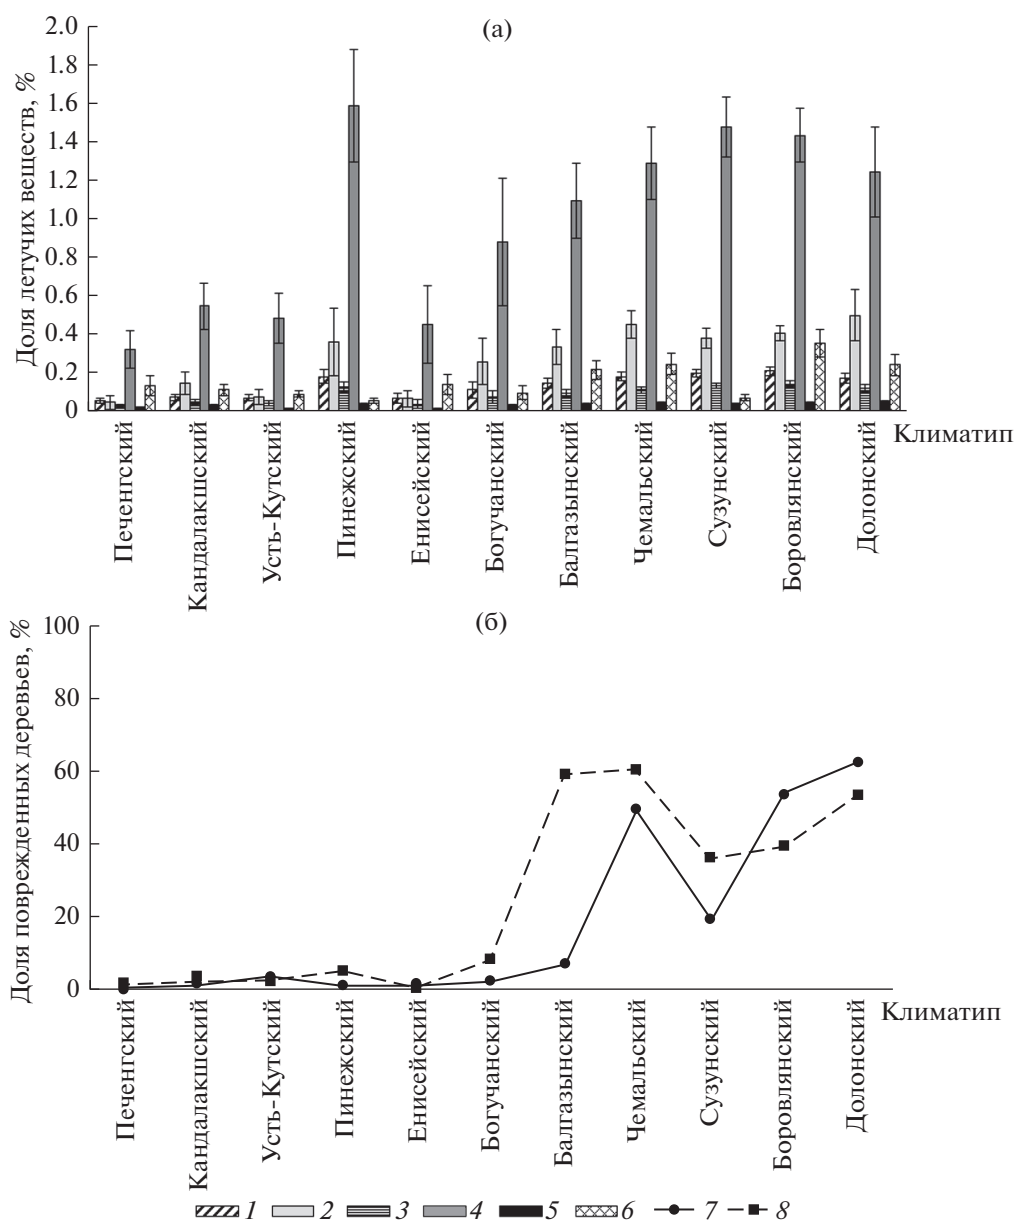 (а)
Доля летучих веществ, %
2.0
1.8
1.6
1.4
1.2
1.0
0.8
0.6
0.4
0.2
0
Печенгский
Кандалакшский
Усть-Кутский
Пинежский
Енисейский
Богучанский
Балгазынский
Чемальский
Сузунский
Боровлянский
Долонский
Климатип
(б)
Доля поврежденных деревьев, %
100
80
60
40
20
0
Печенгский
Кандалакшский
Усть-Кутский
Пинежский
Енисейский
Богучанский
Балгазынский
Чемальский
Сузунский
Боровлянский
Долонский
Климатип
1 2 3 4 5 6 7 8